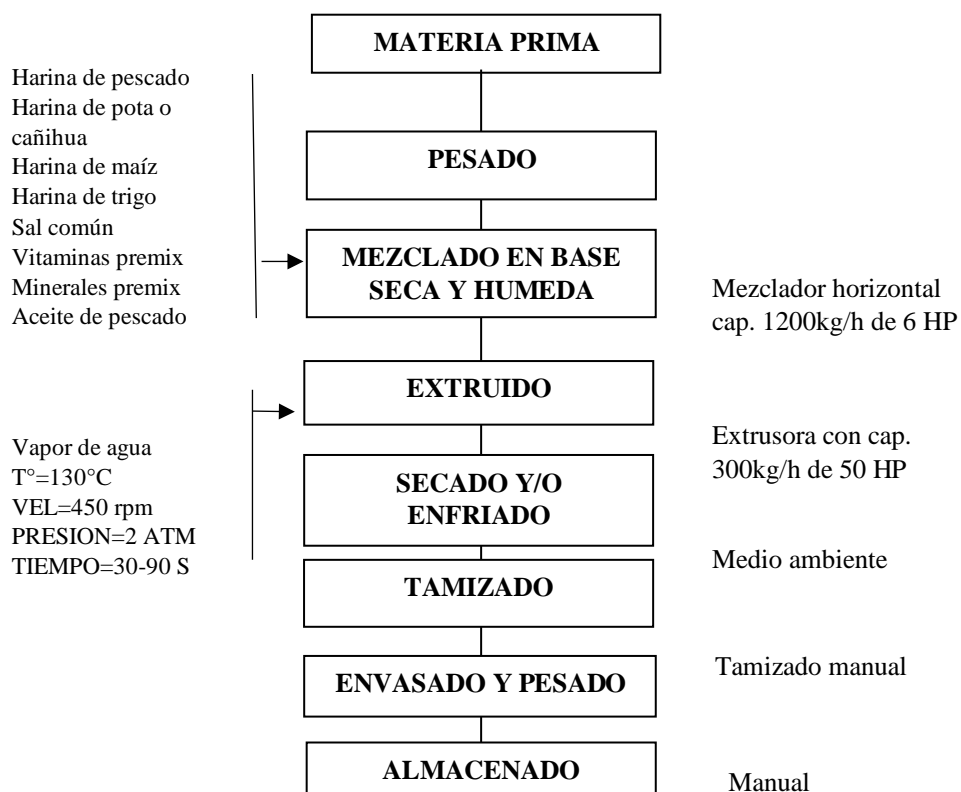 MATERIA PRIMA
Harina de pescado
Harina de pota o
cañihua
Harina de maíz
Harina de trigo
Sal común
Vitaminas premix
Minerales premix
Aceite de pescado
PESADO
MEZCLADO EN BASE
SECA Y HUMEDA
Mezclador horizontal
cap. 1200kg/h de 6 HP
EXTRUIDO
Vapor de agua
T°=130°C
VEL=450 rpm
PRESION=2 ATM
TIEMPO=30-90 S
Extrusora con cap.
300kg/h de 50 HP
SECADO Y/O
ENFRIADO
Medio ambiente
TAMIZADO
Tamizado manual
ENVASADO Y PESADO
ALMACENADO
Manual